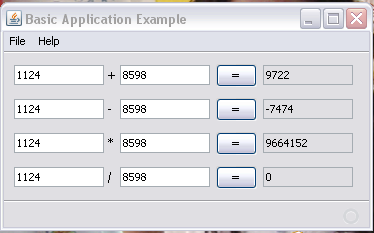 Basic Application Example
File Help
1124 + 8598 = 9722
1124 - 8598 = -7474
1124 * 8598 = 9664152
1124 / 8598 = 0